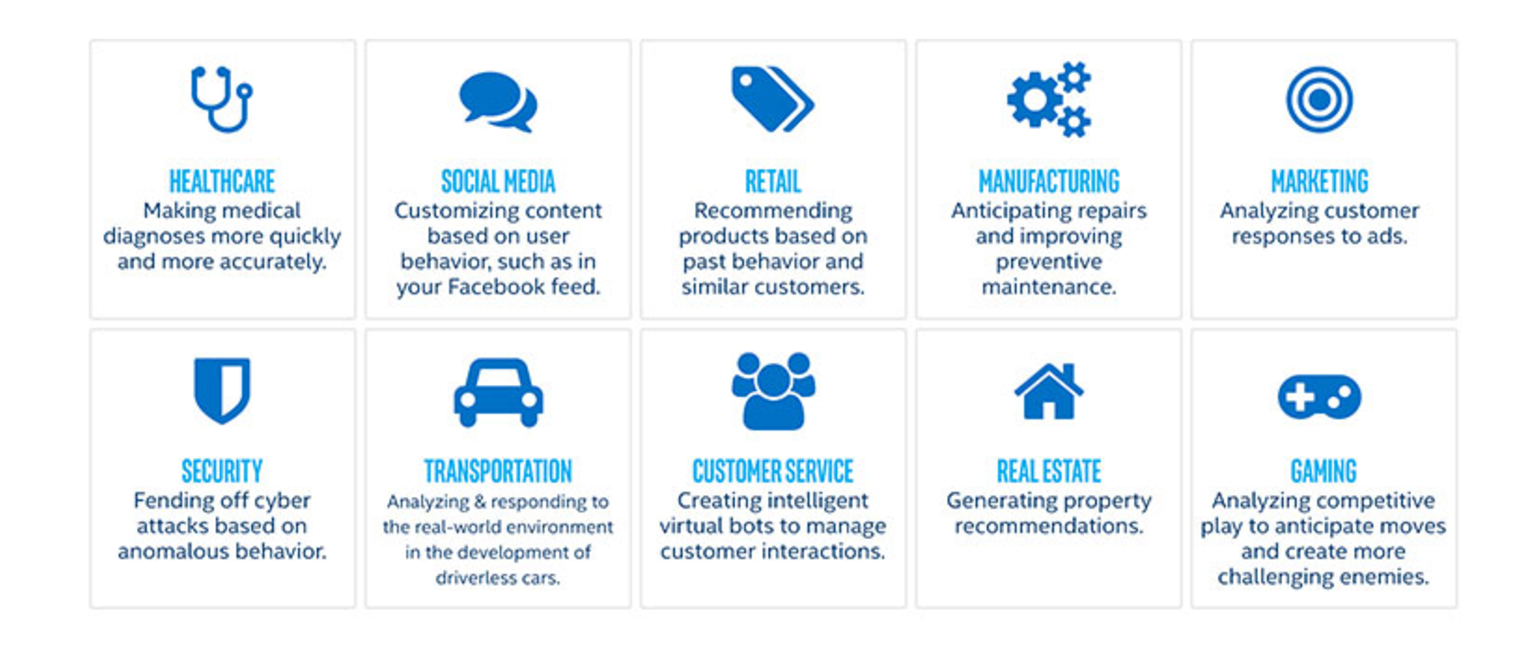 HEALTHCARE
Making medical
diagnoses more quickly
and more accurately.
SOCIAL MEDIA
Customizing content
based on user
behavior, such as in
your Facebook feed.
RETAIL
Recommending
products based on
past behavior and
similar customers.
MANUFACTURING
Anticipating repairs
and improving
preventive
maintenance.
MARKETING
Analyzing customer
responses to ads.
SECURITY
Fending off cyber
attacks based on
anomalous behavior.
TRANSPORTATION
Analyzing & responding to
the real-world environment
in the development of
driverless cars.
CUSTOMER SERVICE
Creating intelligent
virtual bots to manage
customer interactions.
REAL ESTATE
Generating property
recommendations.
GAMING
Analyzing competitive
play to anticipate moves
and create more
challenging enemies.